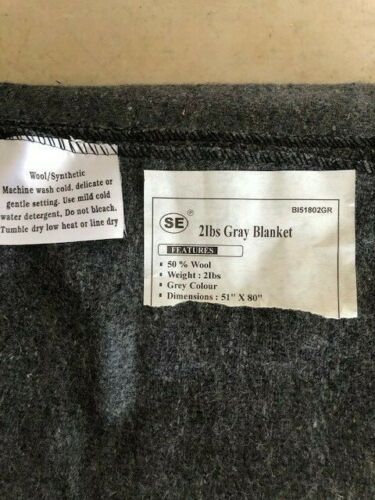 Wool/Synthetic
Machine wash cold, delicate or
gentle setting. Use mild cold
water detergent, Do not bleach.
Tumble dry low heat or line dry
BI51802GR
SE ®
2lbs Gray Blanket
FEATURES
50 % Wool
Weight : 2lbs
Grey Colour
Dimensions : 51" X 80"